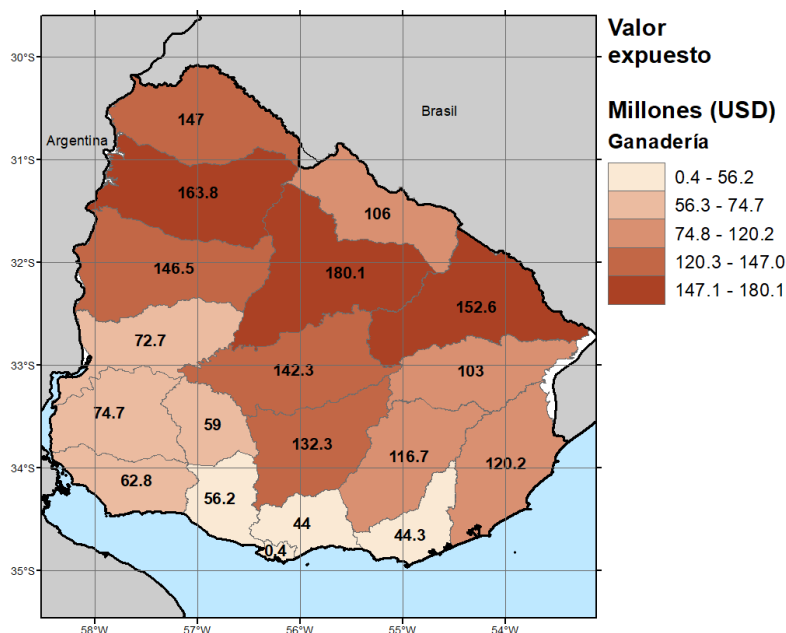 Valor
expuesto
Millones (USD)
Ganadería
0.4 - 56.2
56.3 - 74.7
74.8 - 120.2
120.3 - 147.0
147.1 - 180.1
30°S
31°S
32°S
33°S
34°S
35°S
Argentina
Brasil
147
163.8
106
146.5
180.1
152.6
72.7
142.3
103
74.7
59
132.3
116.7
120.2
62.8
56.2
44
44.3
0.4
58°W
57°W
56°W
55°W
54°W